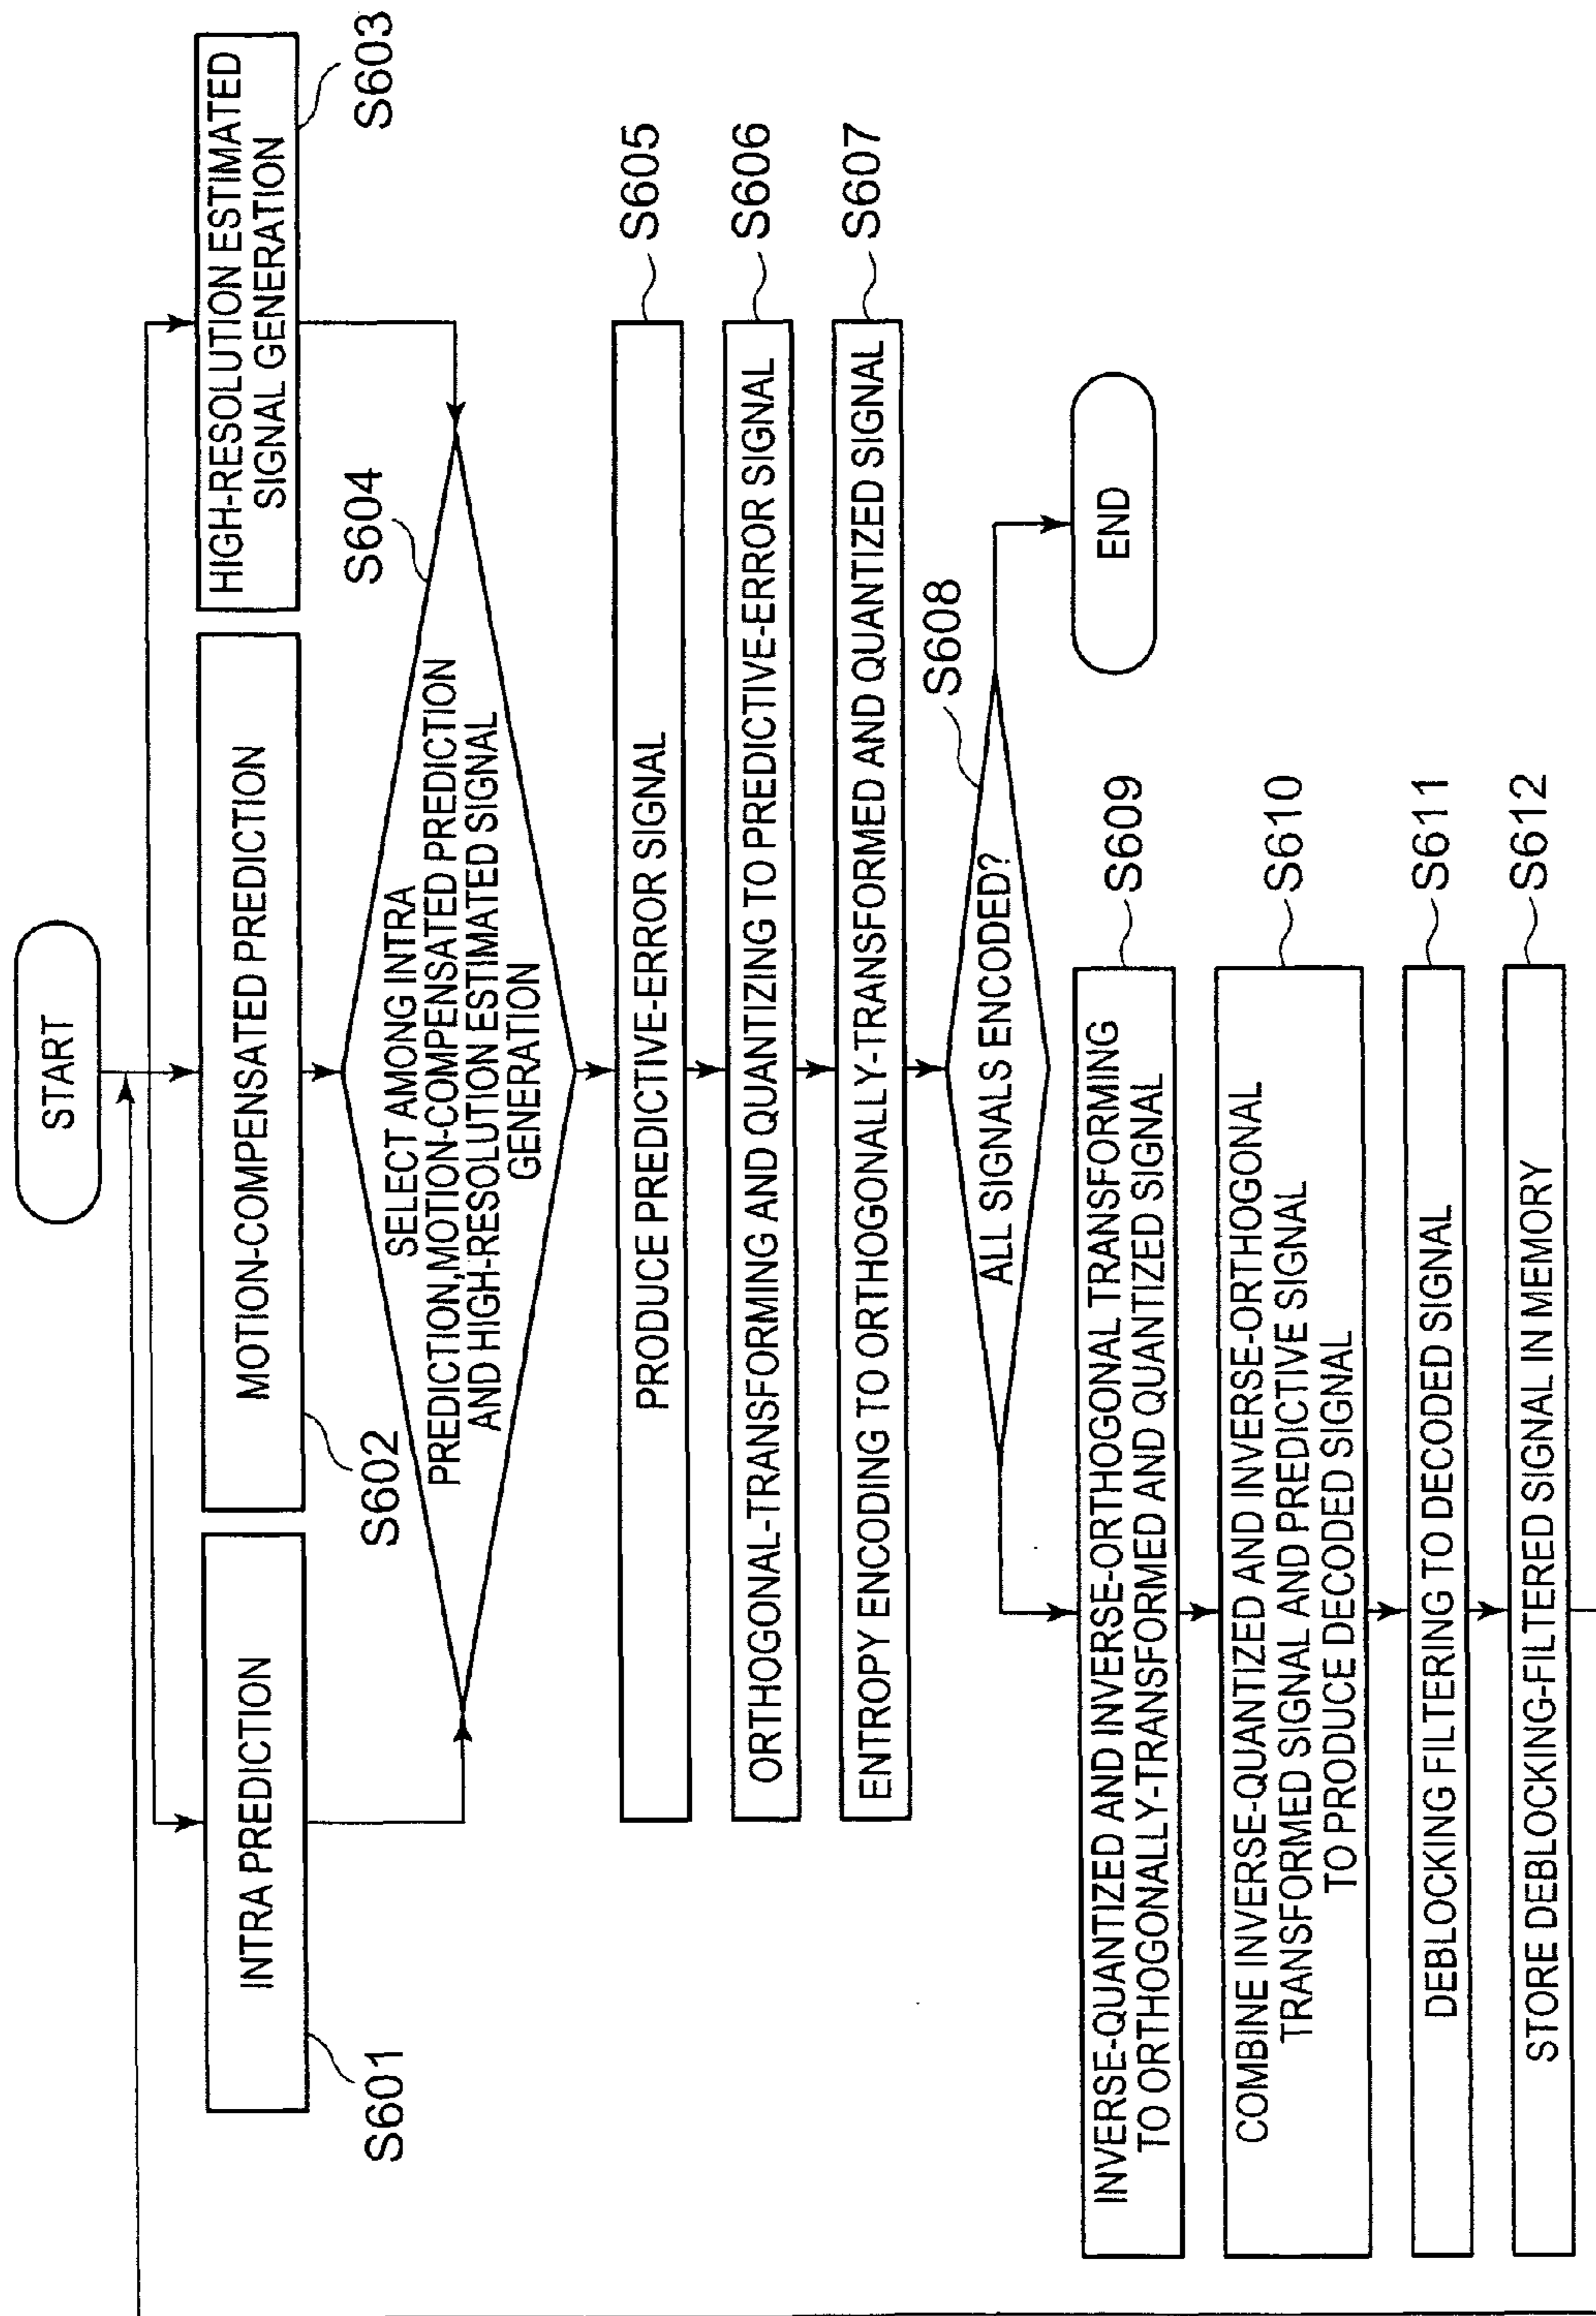 START
INTRA PREDICTION
S601
MOTION-COMPENSATED PREDICTION
S602
HIGH-RESOLUTION ESTIMATED
SIGNAL GENERATION
S603
SELECT AMONG INTRA
PREDICTION,MOTION-COMPENSATED PREDICTION
AND HIGH-RESOLUTION ESTIMATED SIGNAL
GENERATION
S604
PRODUCE PREDICTIVE-ERROR SIGNAL
S605
ORTHOGONAL-TRANSFORMING AND QUANTIZING TO PREDICTIVE-ERROR SIGNAL
S606
ENTROPY ENCODING TO ORTHOGONALLY-TRANSFORMED AND QUANTIZED SIGNAL
S607
ALL SIGNALS ENCODED?
S608
END
INVERSE-QUANTIZED AND INVERSE-ORTHOGONAL TRANSFORMING
TO ORTHOGONALLY-TRANSFORMED AND QUANTIZED SIGNAL
S609
COMBINE INVERSE-QUANTIZED AND INVERSE-ORTHOGONAL
TRANSFORMED SIGNAL AND PREDICTIVE SIGNAL
TO PRODUCE DECODED SIGNAL
S610
DEBLOCKING FILTERING TO DECODED SIGNAL
S611
STORE DEBLOCKING-FILTERED SIGNAL IN MEMORY
S612